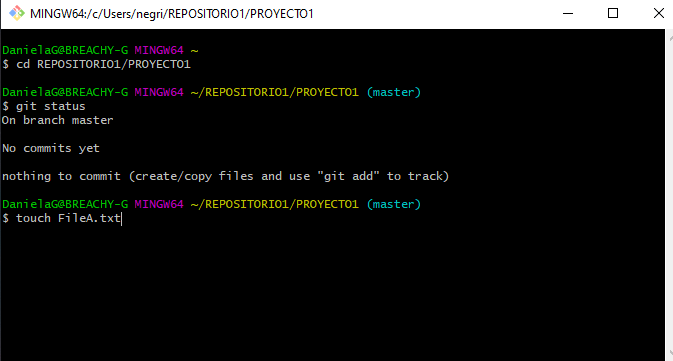 MINGW64:/c/Users/negri/REPOSITORIO1/PROYECTO1
DanielaG@BREACHY-G MINGW64 ~
$ cd REPOSITORIO1/PROYECTO1
DanielaG@BREACHY-G MINGW64 ~/REPOSITORIO1/PROYECTO1 (master)
$ git status
On branch master
No commits yet
nothing to commit (create/copy files and use "git add" to track)
DanielaG@BREACHY-G MINGW64 ~/REPOSITORIO1/PROYECTO1 (master)
$ touch FileA.txt